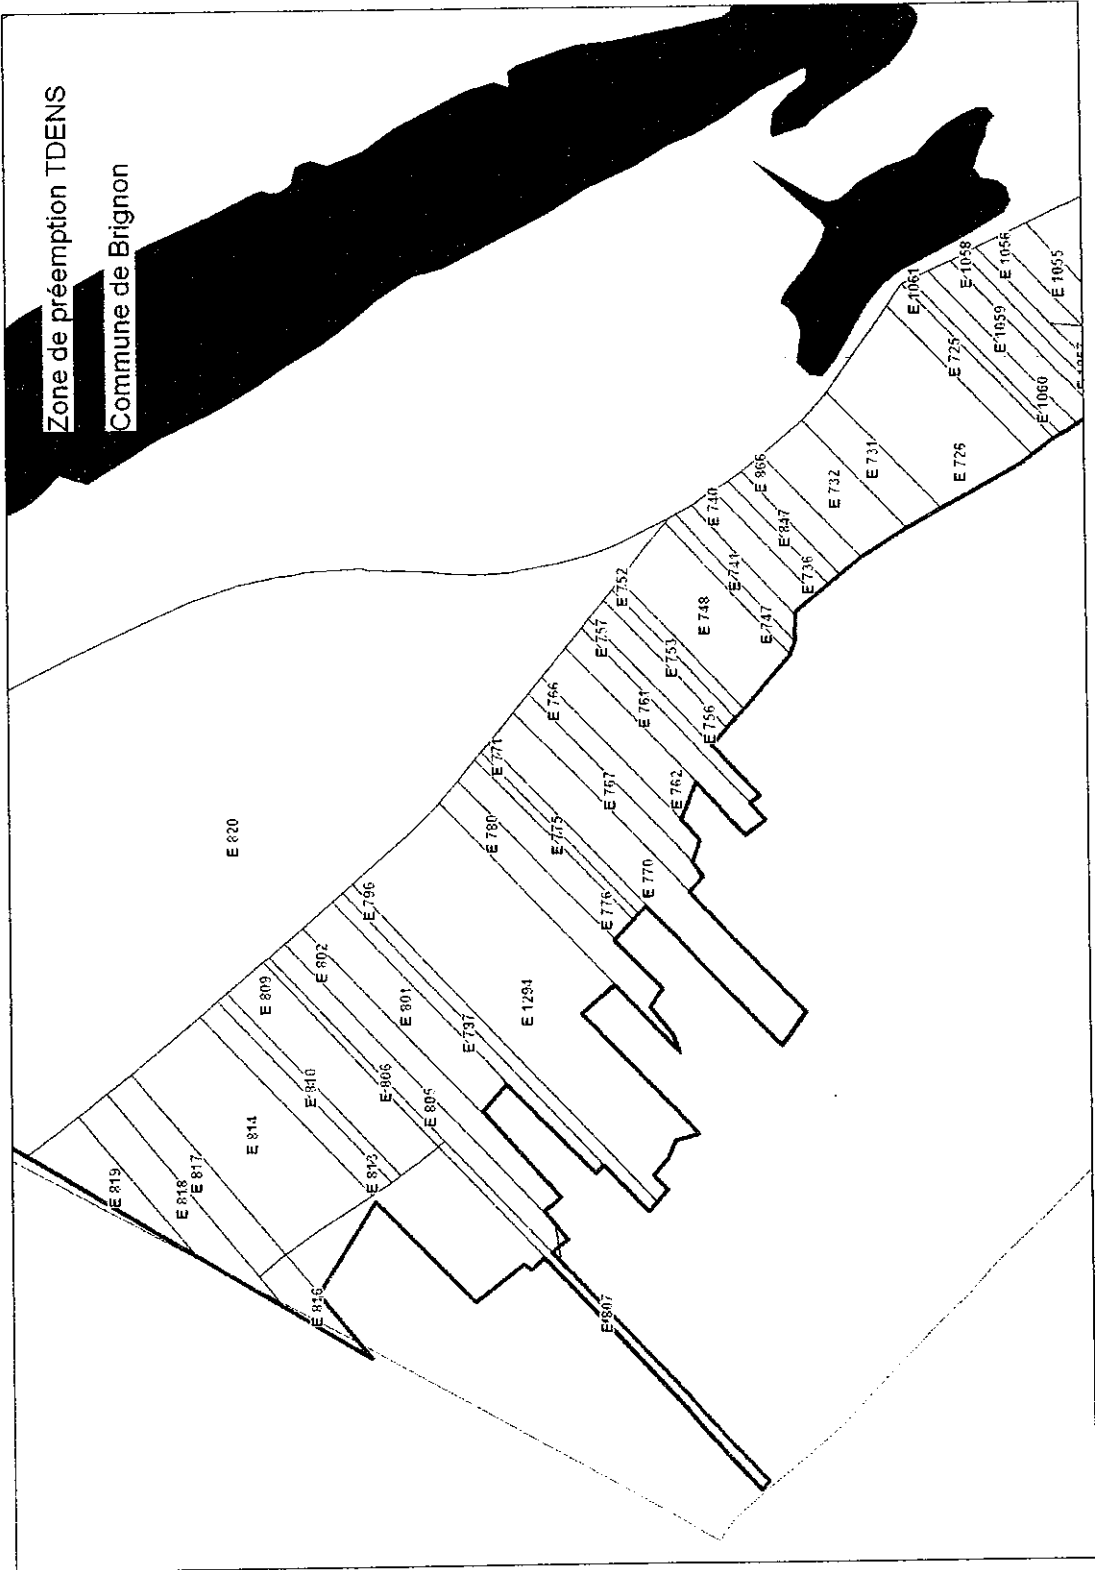 Zone de préemption TDENS
Commune de Brignon
E 819
E 818
E 817
E 814
E 816
E 813
E 810
E 809
E 806
E 805
E 802
E 801
E 807
E 796
E 1294
E 820
E 780
E 771
E 775
E 776
E 770
E 767
E 766
E 762
E 761
E 757
E 756
E 753
E 752
E 748
E 747
E 741
E 740
E 736
E 847
E 866
E 732
E 731
E 726
E 725
E 1061
E 1060
E 1059
E 1058
E 1056
E 1055